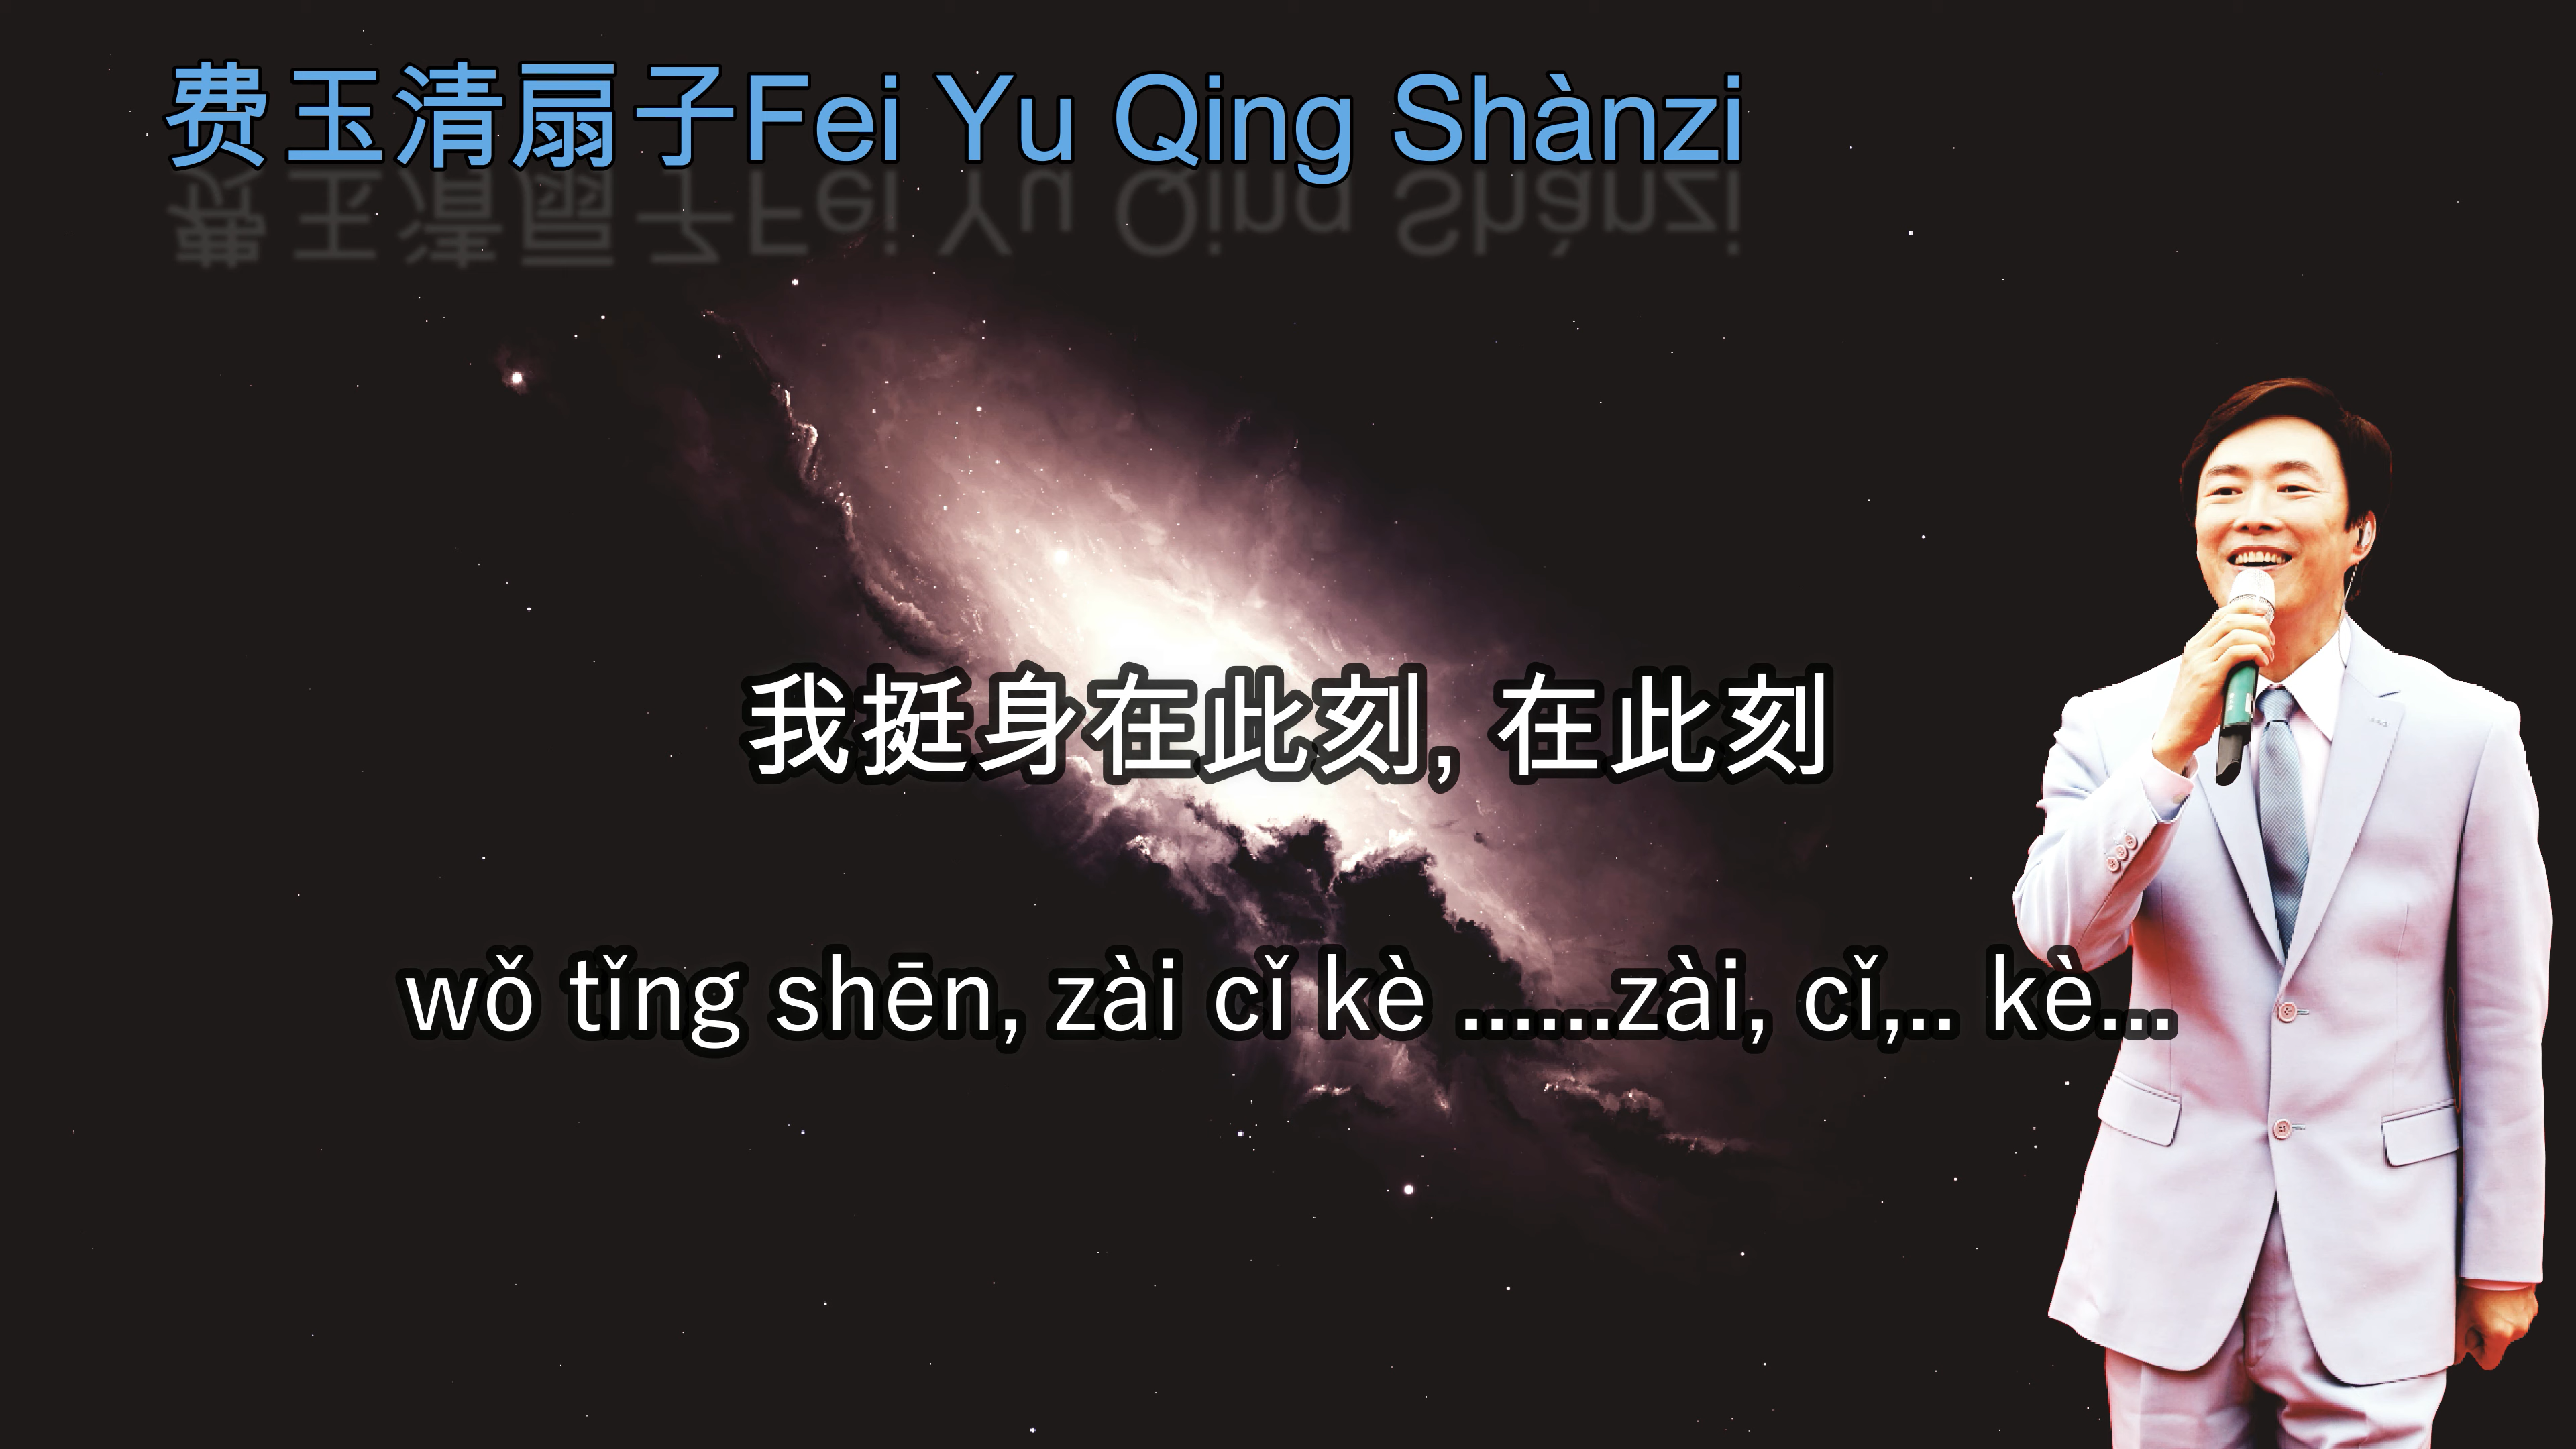 费玉清扇子Fei Yu Qing Shànzi
我挺身在此刻, 在此刻
wǒ tǐng shēn, zài cǐ kè ......zài, cǐ,.. kè...